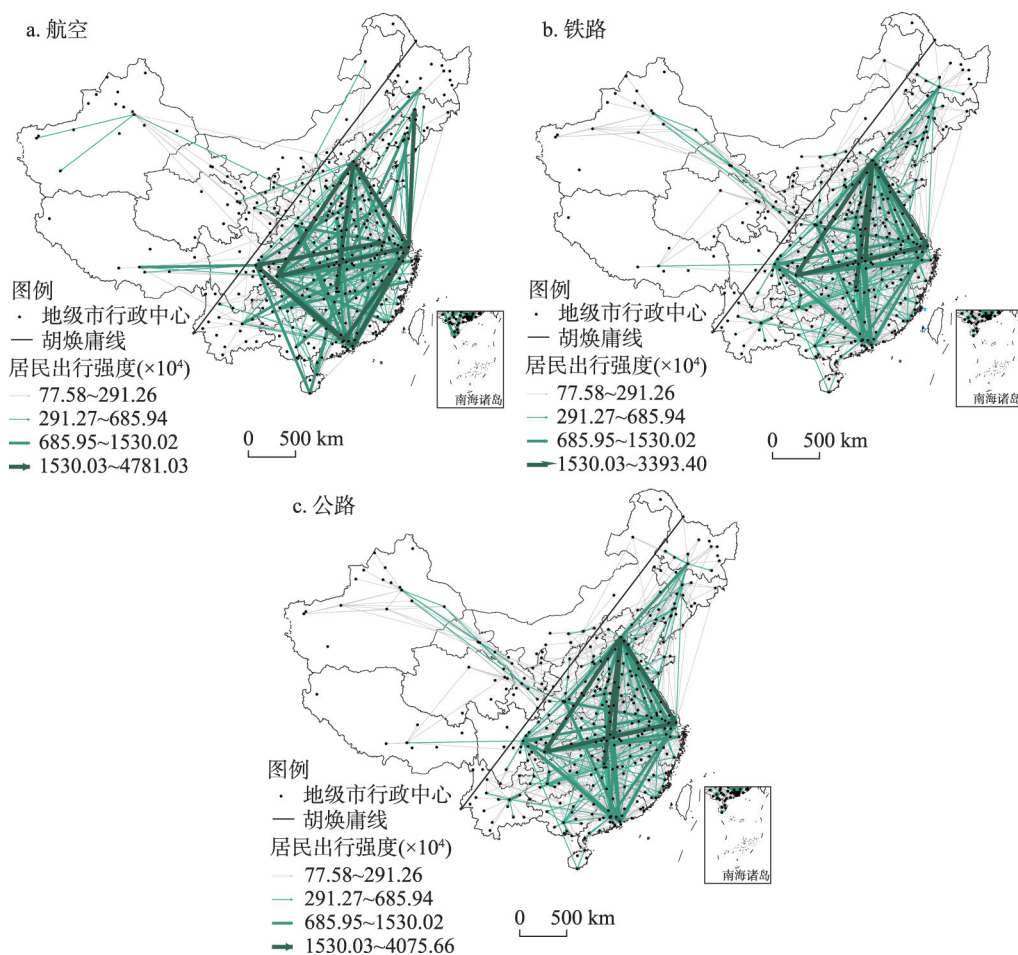 a. 航空
图例
地级市行政中心
胡焕庸线
居民出行强度(×10⁴)
77.58~291.26
291.27~685.94
685.95~1530.02
1530.03~4781.03
0 500 km
南海诸岛
b. 铁路
图例
地级市行政中心
胡焕庸线
居民出行强度(×10⁴)
77.58~291.26
291.27~685.94
685.95~1530.02
1530.03~3393.40
0 500 km
南海诸岛
c. 公路
图例
地级市行政中心
胡焕庸线
居民出行强度(×10⁴)
77.58~291.26
291.27~685.94
685.95~1530.02
1530.03~4075.66
0 500 km
南海诸岛